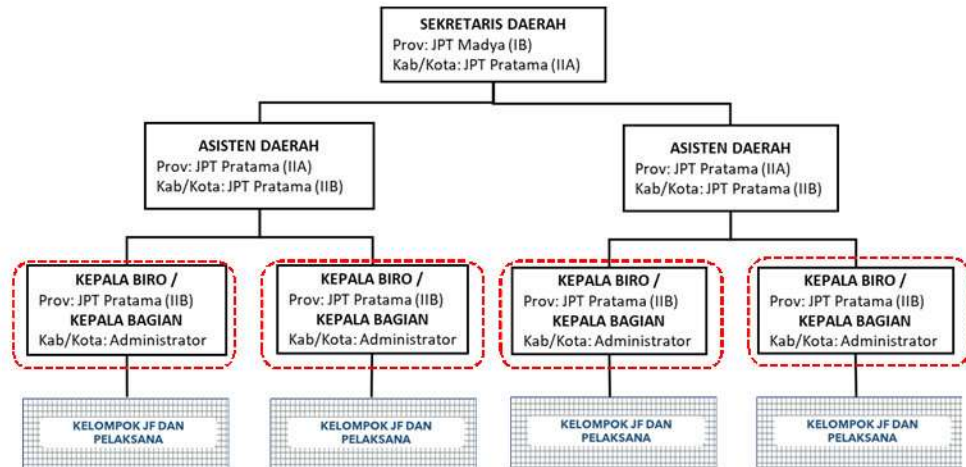 SEKRETARIS DAERAH
Prov: JPT Madya (IB)
Kab/Kota: JPT Pratama (IIA)
ASISTEN DAERAH
Prov: JPT Pratama (IIA)
Kab/Kota: JPT Pratama (IIB)
ASISTEN DAERAH
Prov: JPT Pratama (IIA)
Kab/Kota: JPT Pratama (IIB)
KEPALA BIRO /
Prov: JPT Pratama (IIB)
KEPALA BAGIAN
Kab/Kota: Administrator
KEPALA BIRO /
Prov: JPT Pratama (IIB)
KEPALA BAGIAN
Kab/Kota: Administrator
KEPALA BIRO /
Prov: JPT Pratama (IIB)
KEPALA BAGIAN
Kab/Kota: Administrator
KEPALA BIRO /
Prov: JPT Pratama (IIB)
KEPALA BAGIAN
Kab/Kota: Administrator
KELOMPOK JF DAN
PELAKSANA
KELOMPOK JF DAN
PELAKSANA
KELOMPOK JF DAN
PELAKSANA
KELOMPOK JF DAN
PELAKSANA